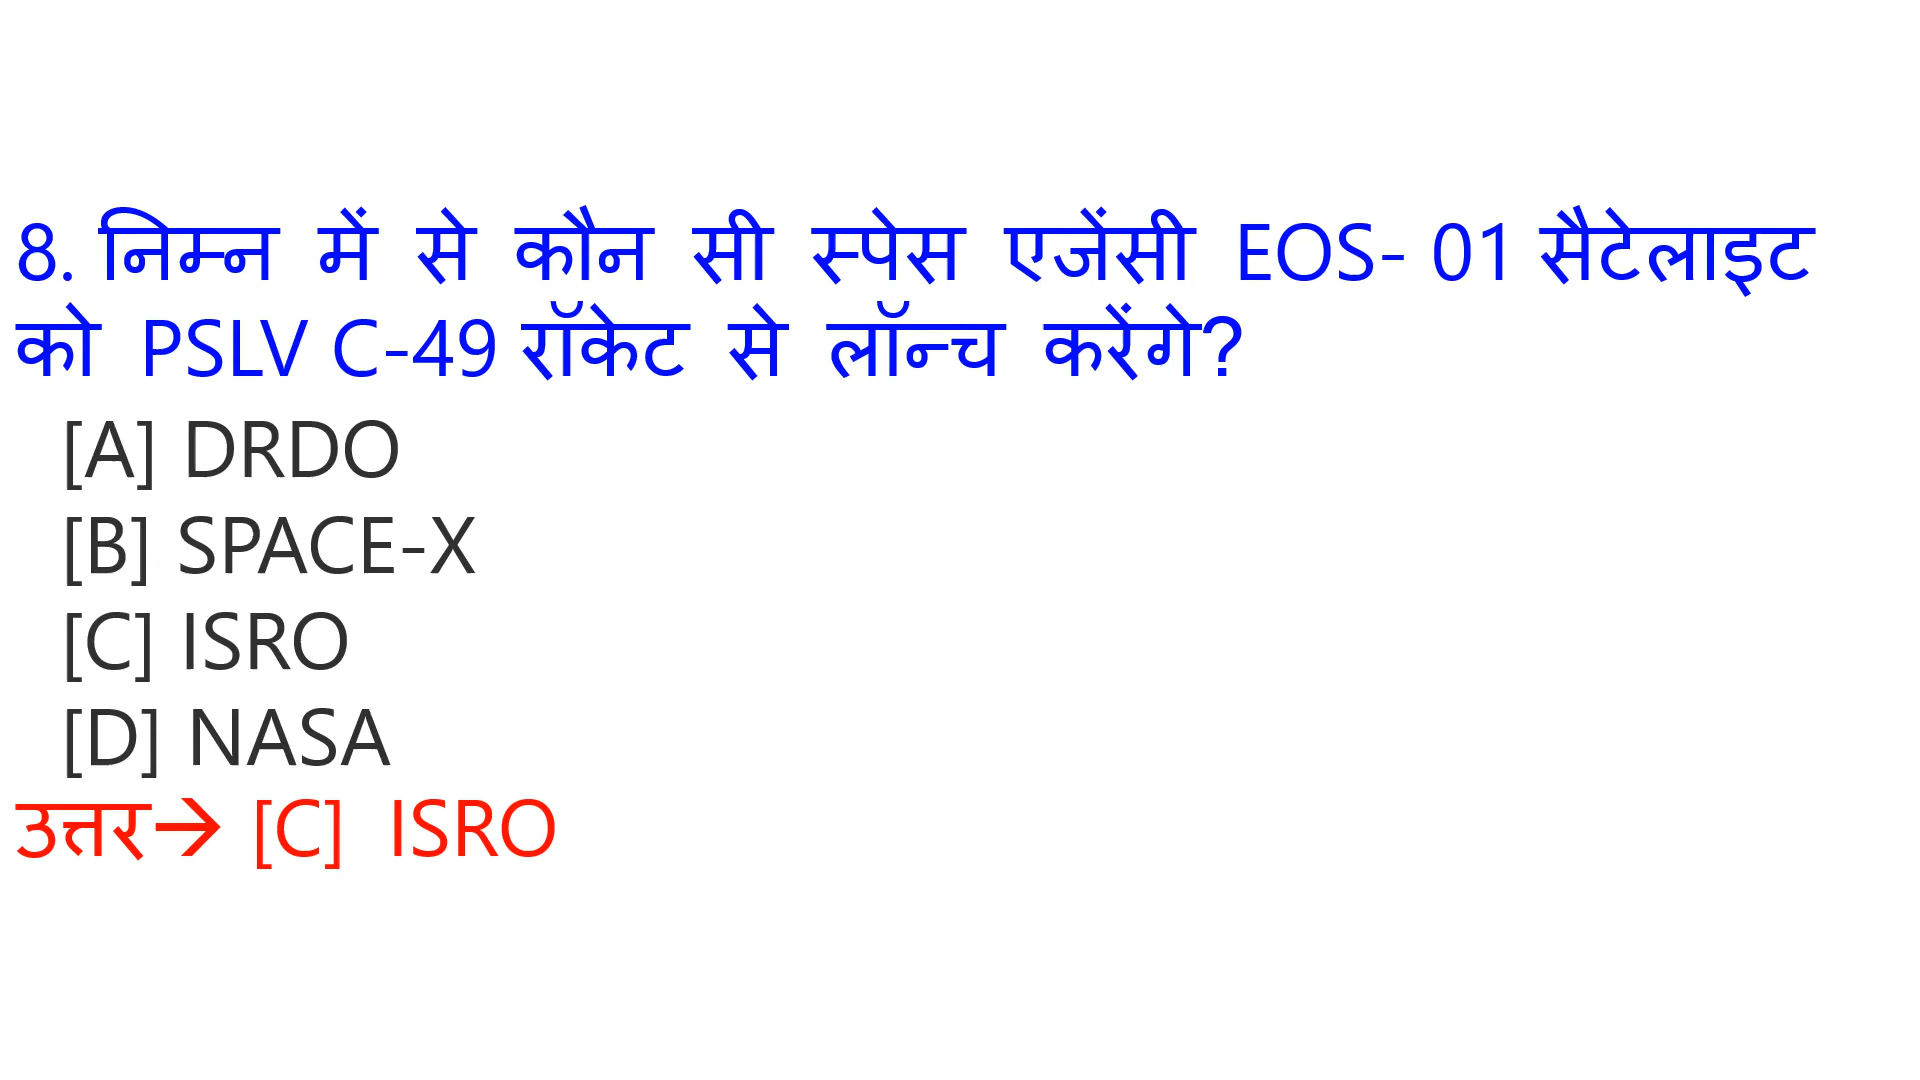 8. निम्न में से कौन सी स्पेस एजेंसी EOS- 01 सैटेलाइट
को PSLV C-49 रॉकेट से लॉन्च करेंगे?
[A] DRDO
[B] SPACE-X
[C] ISRO
[D] NASA
उत्तर→ [C] ISRO